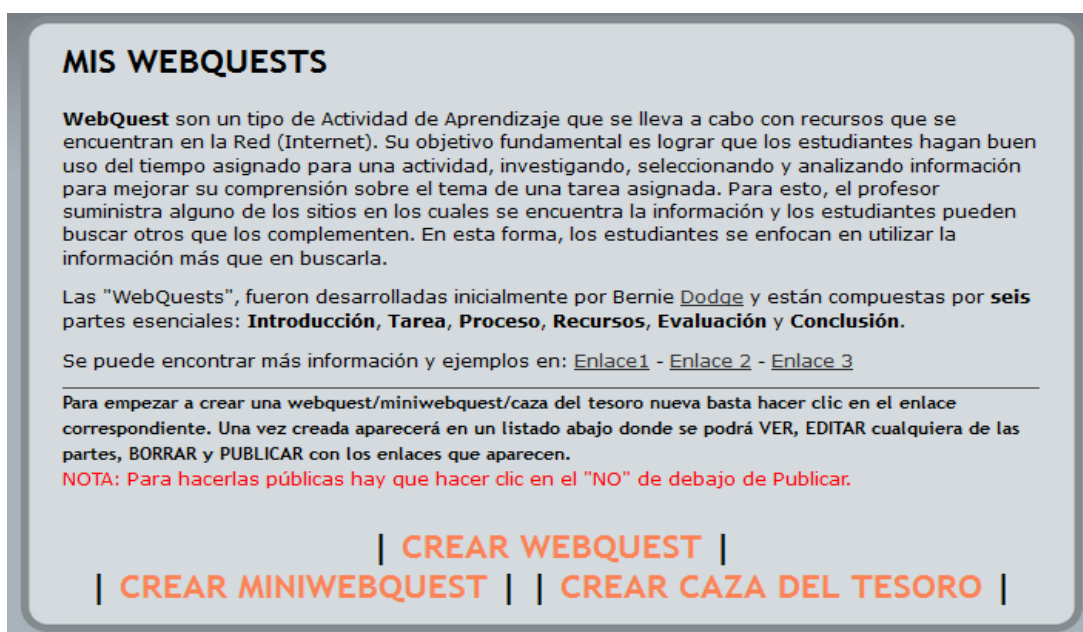 MIS WEBQUESTS
WebQuest son un tipo de Actividad de Aprendizaje que se lleva a cabo con recursos que se
encuentran en la Red (Internet). Su objetivo fundamental es lograr que los estudiantes hagan buen
uso del tiempo asignado para una actividad, investigando, seleccionando y analizando información
para mejorar su comprensión sobre el tema de una tarea asignada. Para esto, el profesor
suministra alguno de los sitios en los cuales se encuentra la información y los estudiantes pueden
buscar otros que los complementen. En esta forma, los estudiantes se enfocan en utilizar la
información más que en buscarla.
Las "WebQuests", fueron desarrolladas inicialmente por Bernie Dodge y están compuestas por seis
partes esenciales: Introducción, Tarea, Proceso, Recursos, Evaluación y Conclusión.
Se puede encontrar más información y ejemplos en: Enlace1 - Enlace 2 - Enlace 3
Para empezar a crear una webquest/miniwebquest/caza del tesoro nueva basta hacer clic en el enlace
correspondiente. Una vez creada aparecerá en un listado abajo donde se podrá VER, EDITAR cualquiera de las
partes, BORRAR y PUBLICAR con los enlaces que aparecen.
NOTA: Para hacerlas públicas hay que hacer clic en el "NO" de debajo de Publicar.
| CREAR WEBQUEST |
| CREAR MINIWEBQUEST | | CREAR CAZA DEL TESORO |